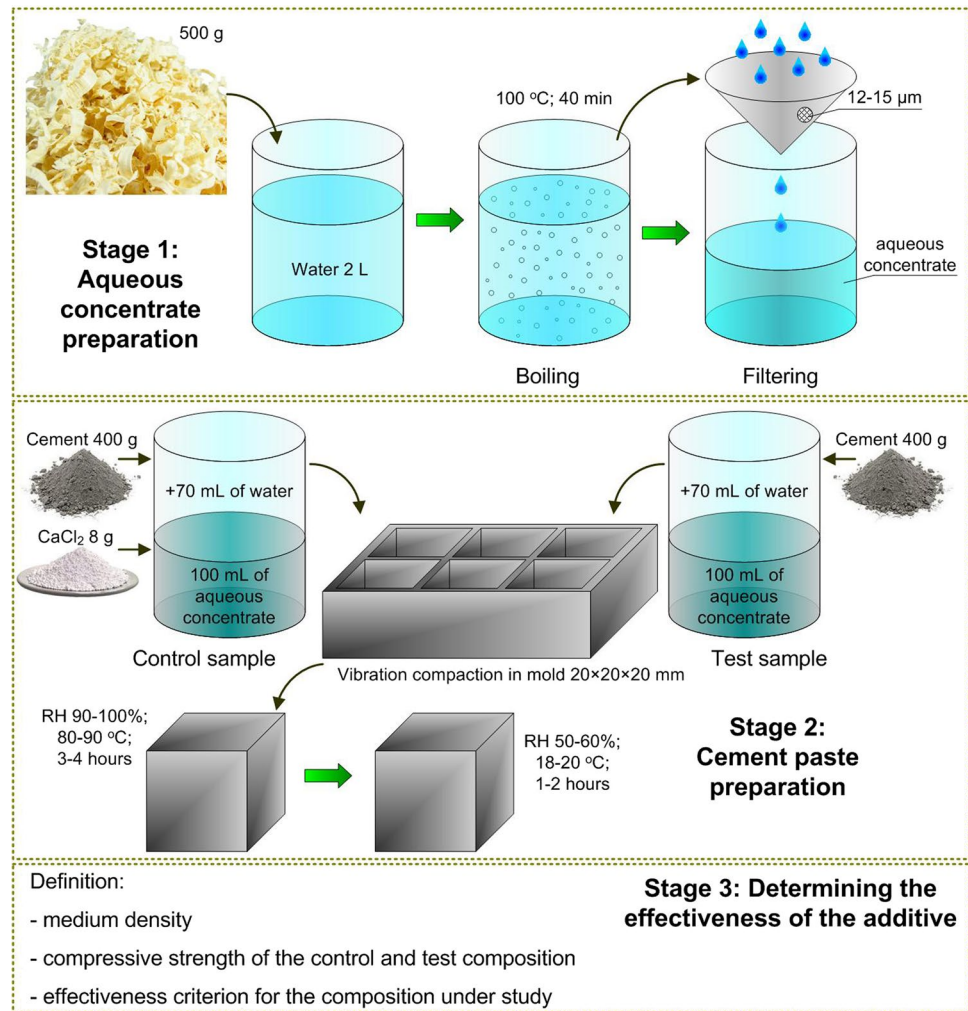 500 g
100 ºC; 40 min
12-15 µm
Stage 1:
Aqueous
concentrate
preparation
Water 2 L
aqueous
concentrate
Boiling
Filtering
Cement 400 g
+70 mL of water
CaCl₂ 8 g
100 mL of
aqueous
concentrate
Control sample
Cement 400 g
+70 mL of water
100 mL of
aqueous
concentrate
Test sample
Vibration compaction in mold 20×20×20 mm
RH 90-100%;
80-90 ºC;
3-4 hours
RH 50-60%;
18-20 ºC;
1-2 hours
Stage 2:
Cement paste
preparation
Stage 3: Determining the
effectiveness of the additive
Definition:
- medium density
- compressive strength of the control and test composition
- effectiveness criterion for the composition under study